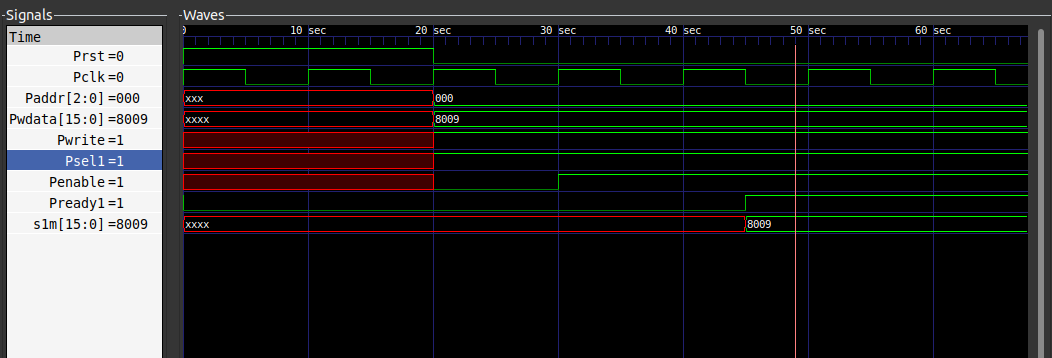 Signals
Waves
Time
0 10 sec 20 sec 30 sec 40 sec 50 sec 60 sec
Prst=0
Pclk=0
Paddr[2:0]=000 xxx 000
Pwdata[15:0]=8009 xxxx 8009
Pwrite=1
Psel1=1
Penable=1
Pready1=1
s1m[15:0]=8009 xxxx 8009